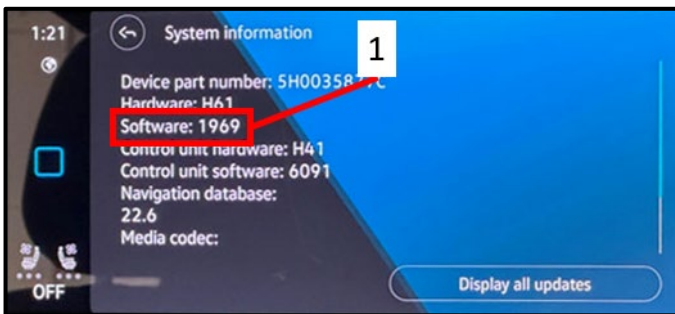 1:21
System information
1
Device part number: 5H0035877C
Hardware: H61
Software: 1969
Control unit hardware: H41
Control unit software: 6091
Navigation database:
22.6
Media codec:
Display all updates
OFF